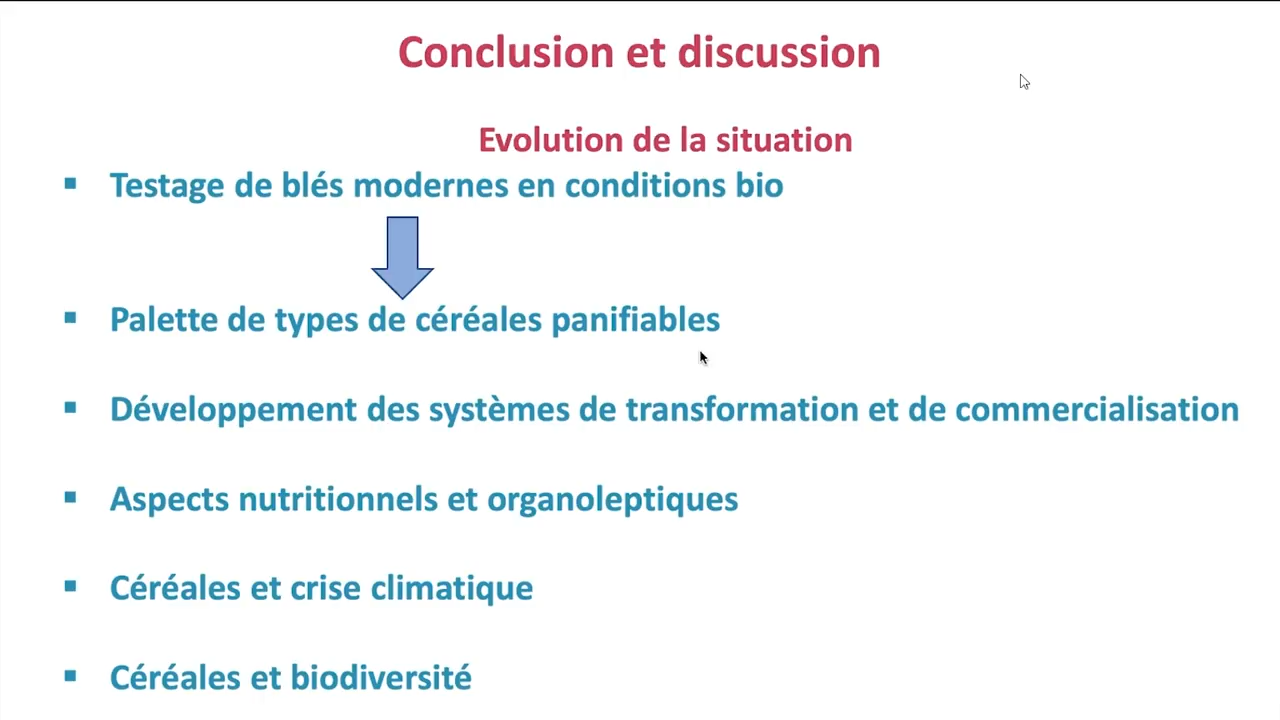 Conclusion et discussion
Evolution de la situation
▪ Testage de blés modernes en conditions bio
▪ Palette de types de céréales panifiables
▪ Développement des systèmes de transformation et de commercialisation
▪ Aspects nutritionnels et organoleptiques
▪ Céréales et crise climatique
▪ Céréales et biodiversité